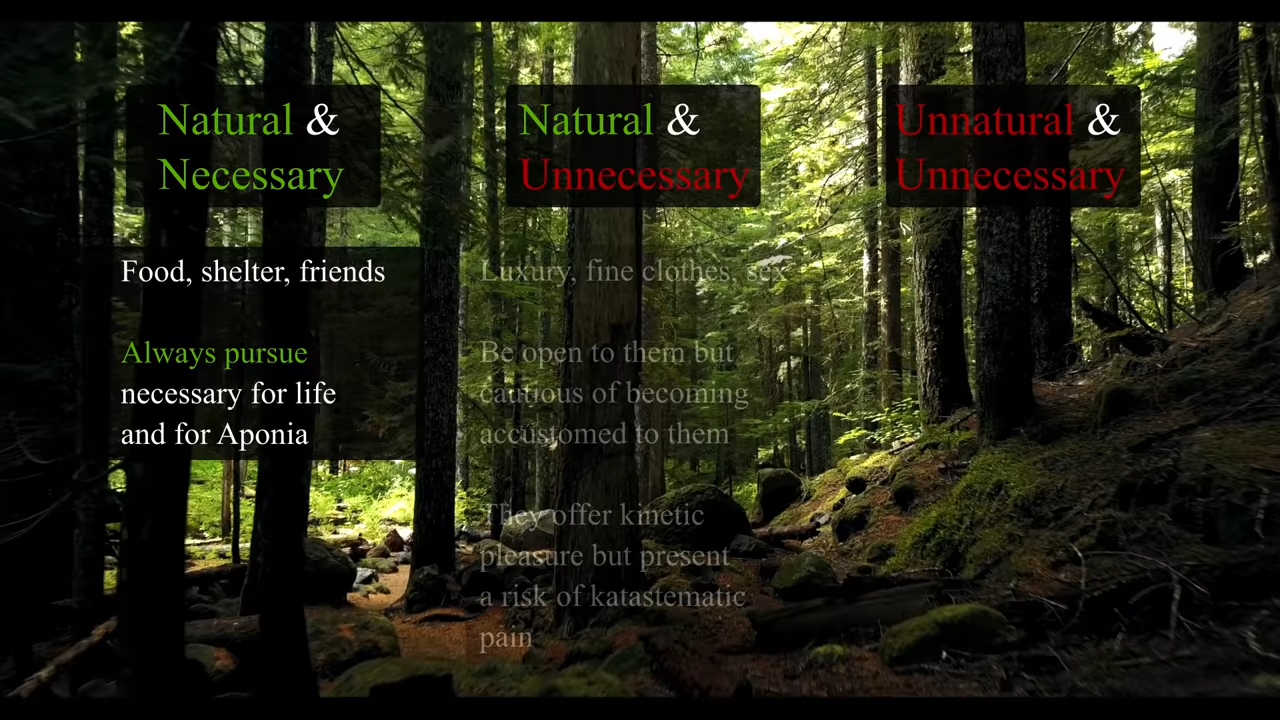 Natural &
Necessary
Natural &
Unnecessary
Unnatural &
Unnecessary
Food, shelter, friends
Always pursue
necessary for life
and for Aponia
Luxury, fine clothes, sex
Be open to them but
cautious of becoming
accustomed to them
They offer kinetic
pleasure but present
a risk of katastematic
pain